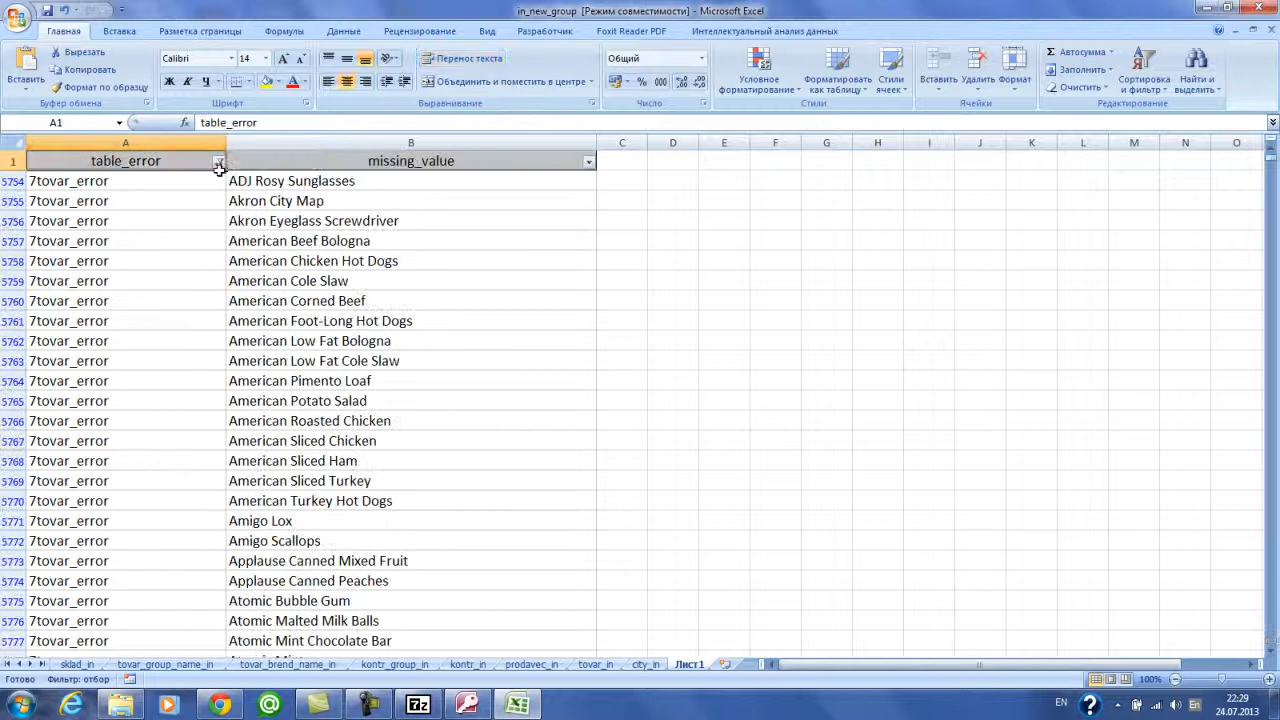 in_new_group [Режим совместимости] - Microsoft Excel
Главная Вставка Разметка страницы Формулы Данные Рецензирование Вид Разработчик Foxit Reader PDF Интеллектуальный анализ данных
Вставить
Вырезать
Копировать
Формат по образцу
Calibri 14
Ж К Ч
Перенос текста
Объединить и поместить в центре
Общий
% 000
Условное форматирование
Форматировать как таблицу
Стили ячеек
Вставить Удалить Формат
Автосумма
Заполнить
Очистить
Сортировка и фильтр
Найти и выделить
Буфер обмена Шрифт Выравнивание Число Стили Ячейки Редактирование
A1 fx table_error
A B C D E F G H I J K L M N O
1 table_error missing_value
5754 7tovar_error ADJ Rosy Sunglasses
5755 7tovar_error Akron City Map
5756 7tovar_error Akron Eyeglass Screwdriver
5757 7tovar_error American Beef Bologna
5758 7tovar_error American Chicken Hot Dogs
5759 7tovar_error American Cole Slaw
5760 7tovar_error American Corned Beef
5761 7tovar_error American Foot-Long Hot Dogs
5762 7tovar_error American Low Fat Bologna
5763 7tovar_error American Low Fat Cole Slaw
5764 7tovar_error American Pimento Loaf
5765 7tovar_error American Potato Salad
5766 7tovar_error American Roasted Chicken
5767 7tovar_error American Sliced Chicken
5768 7tovar_error American Sliced Ham
5769 7tovar_error American Sliced Turkey
5770 7tovar_error American Turkey Hot Dogs
5771 7tovar_error Amigo Lox
5772 7tovar_error Amigo Scallops
5773 7tovar_error Applause Canned Mixed Fruit
5774 7tovar_error Applause Canned Peaches
5775 7tovar_error Atomic Bubble Gum
5776 7tovar_error Atomic Malted Milk Balls
5777 7tovar_error Atomic Mint Chocolate Bar
sklad_in tovar_group_name_in tovar_brend_name_in kontr_group_in kontr_in prodavec_in tovar_in city_in Лист1
Готово Фильтр: отбор 100%
7z EN 22:29
24.07.2013